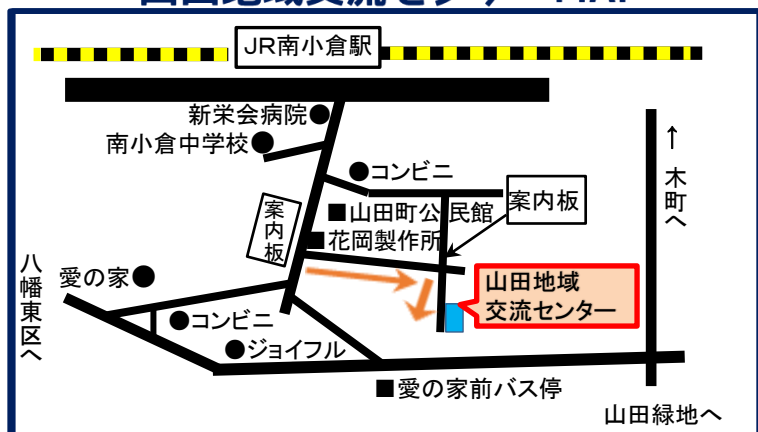 JR南小倉駅
新栄会病院●
南小倉中学校●
●コンビニ
案内板
■山田町公民館
■花岡製作所
案内板
↑木町へ
八幡東区へ
愛の家●
山田地域
交流センター
●コンビニ
●ジョイフル
■愛の家前バス停
山田緑地へ